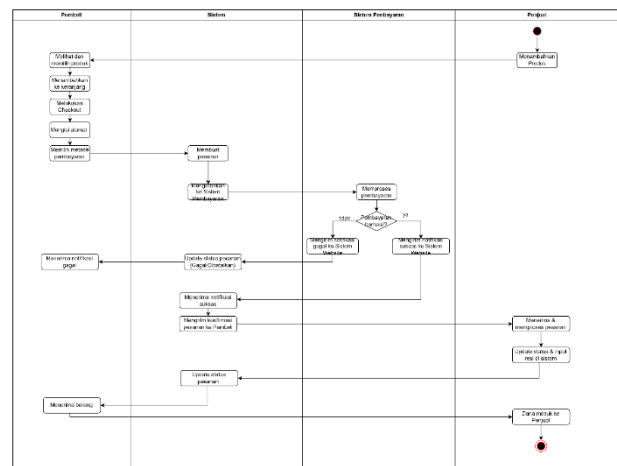 Pembeli
Sistem
Sistem Pembayaran
Penjual
Menambahkan
Produk
Melihat dan
memilih produk
Menambahkan
ke keranjang
Melakukan
Checkout
Mengisi alamat
Memilih metode
pembayaran
Membuat
pesanan
Mengarahkan
ke Sistem
Pembayaran
Memproses
pembayaran
Pembayaran
berhasil?
tidak
ya
Mengirim notifikasi
gagal ke Sistem
Website
Mengirim notifikasi
sukses ke Sistem
Website
Menerima notifikasi
gagal
Update status pesanan
(Gagal/Dibatalkan)
Menerima notifikasi
sukses
Mengirim konfirmasi
pesanan ke Pembeli
Menerima &
memproses pesanan
Update status & input
resi di sistem
Update status
pesanan
Menerima barang
Dana masuk ke
Penjual